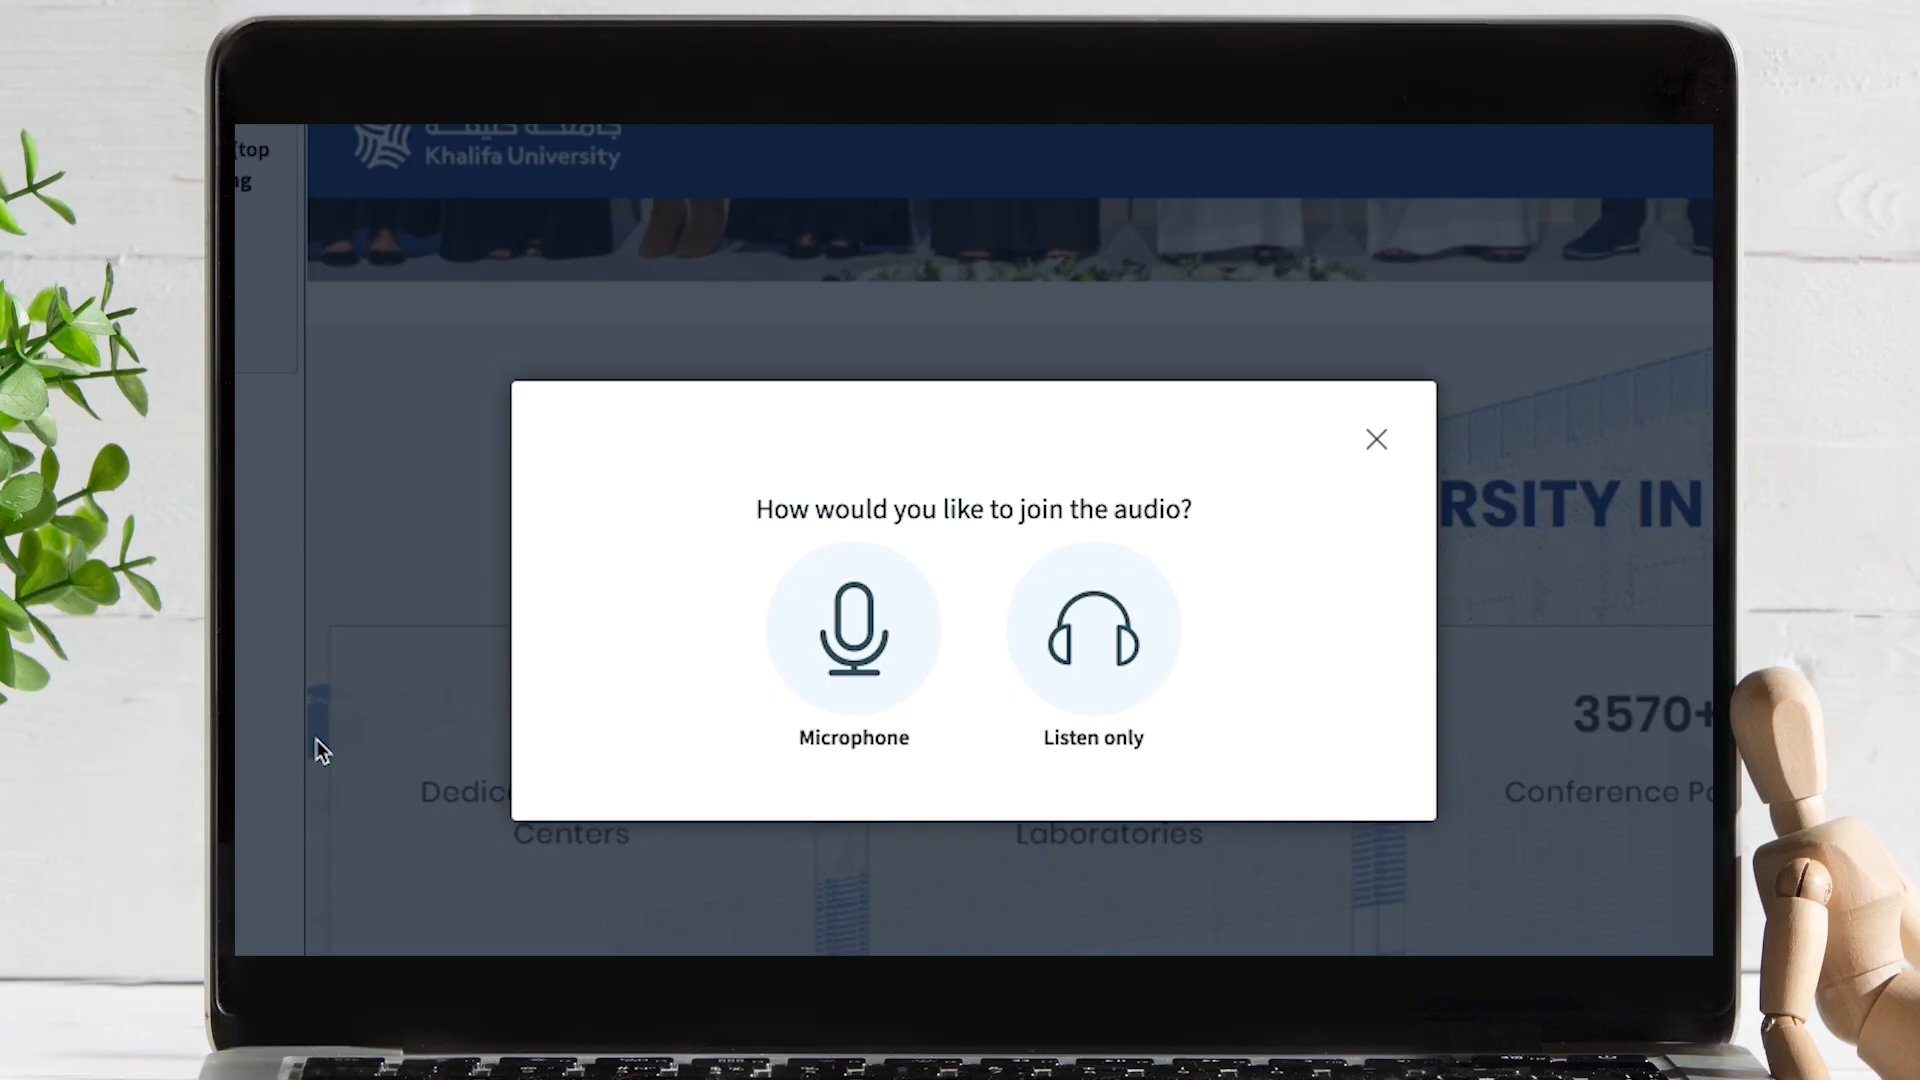 (top
Khalifa University
How would you like to join the audio?
RSITY IN
Microphone
Listen only
3570+
Centers
Laboratories
Conference